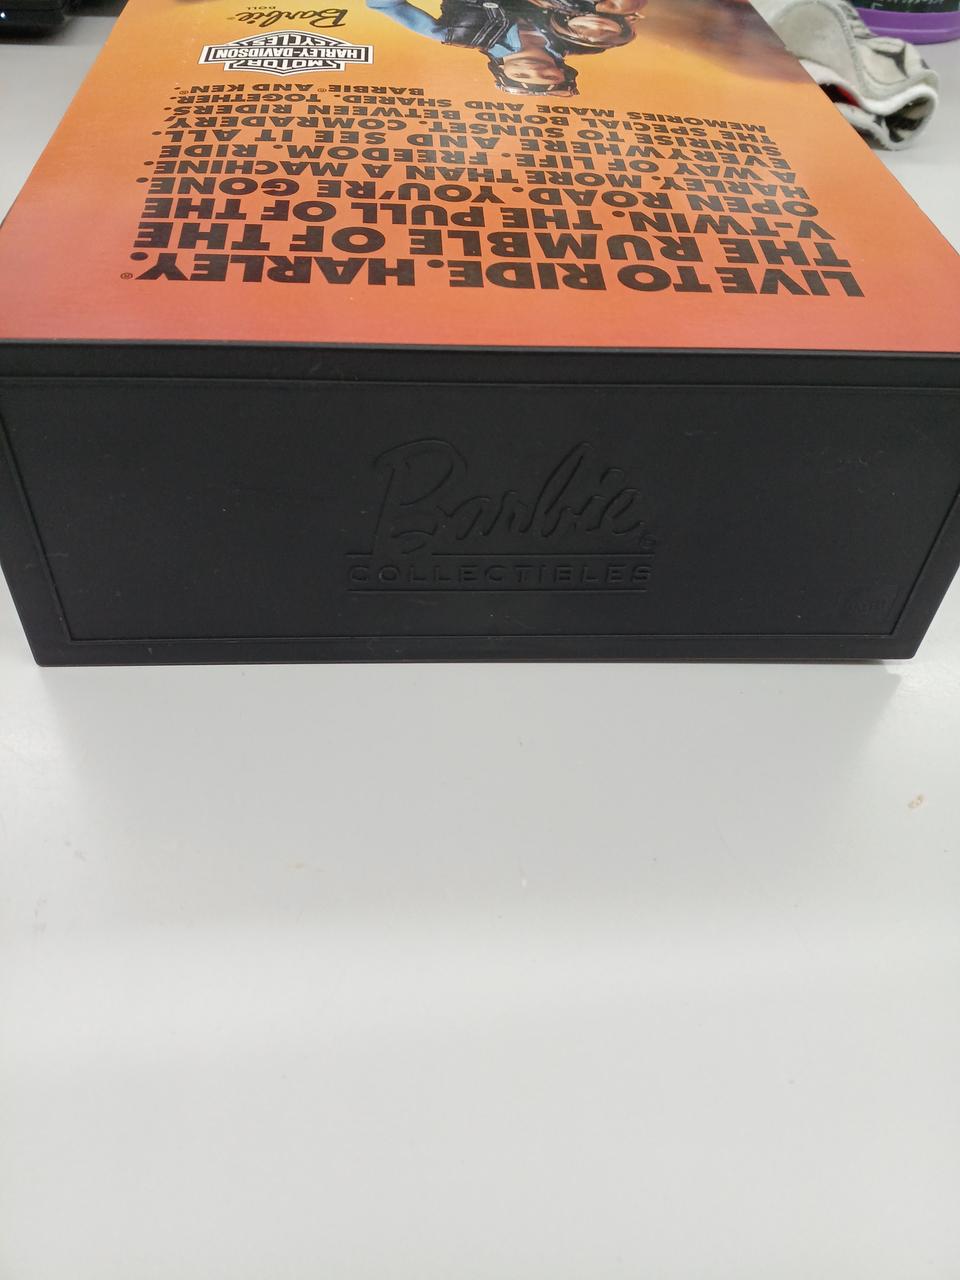 LIVE TO RIDE. HARLEY.®
THE RUMBLE OF THE
V-TWIN. THE PULL OF THE
OPEN ROAD. YOU'RE GONE.
HARLEY. MORE THAN A MACHINE.
A WAY OF LIFE. FREEDOM. RIDE
EVERYWHERE. AND SEE IT ALL.
SUNRISE TO SUNSET. COMRADERY.
THE SPECIAL BOND BETWEEN RIDERS.
MEMORIES MADE AND SHARED. TOGETHER.
BARBIE® AND KEN®.
MOTOR
HARLEY-DAVIDSON
CYCLES
Barbie®
DOLL
Barbie®
COLLECTIBLES